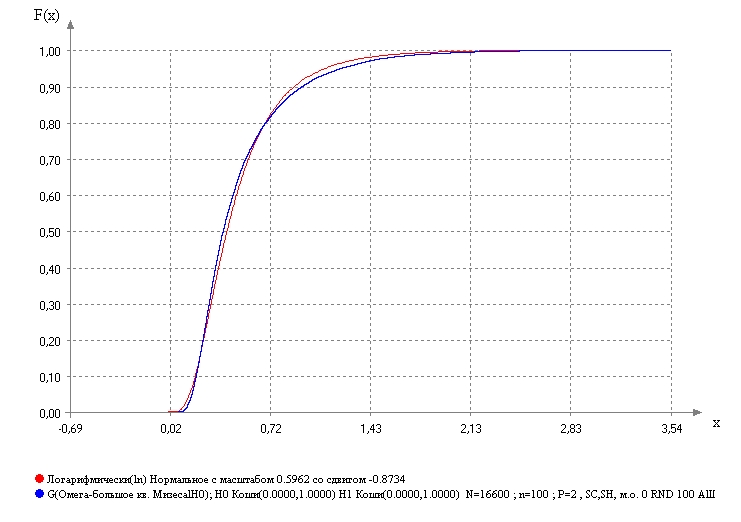 F(x)
1,00
0,90
0,80
0,70
0,60
0,50
0,40
0,30
0,20
0,10
0,00
-0,69 0,02 0,72 1,43 2,13 2,83 3,54
x
Логарифмически(ln) Нормальное с масштабом 0.5962 со сдвигом -0.8734
G(Омега-большое кв. Мизеса|H0); H0 Коши(0.0000,1.0000) H1 Коши(0.0000,1.0000) N=16600 ; n=100 ; P=2 , SC,SH, м.о. 0 RND 100 АШ